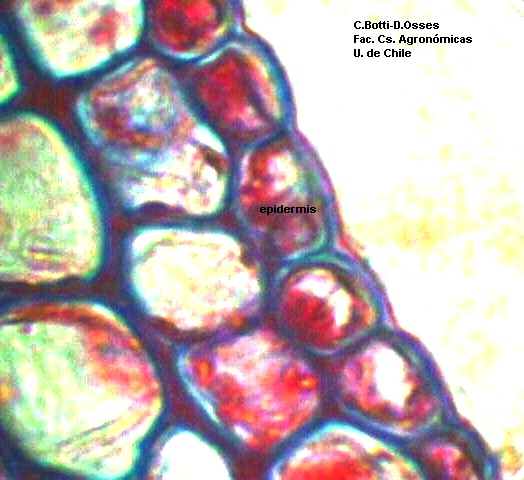 C.Botti-D.Osses
Fac. Cs. Agronómicas
U. de Chile
epidermis